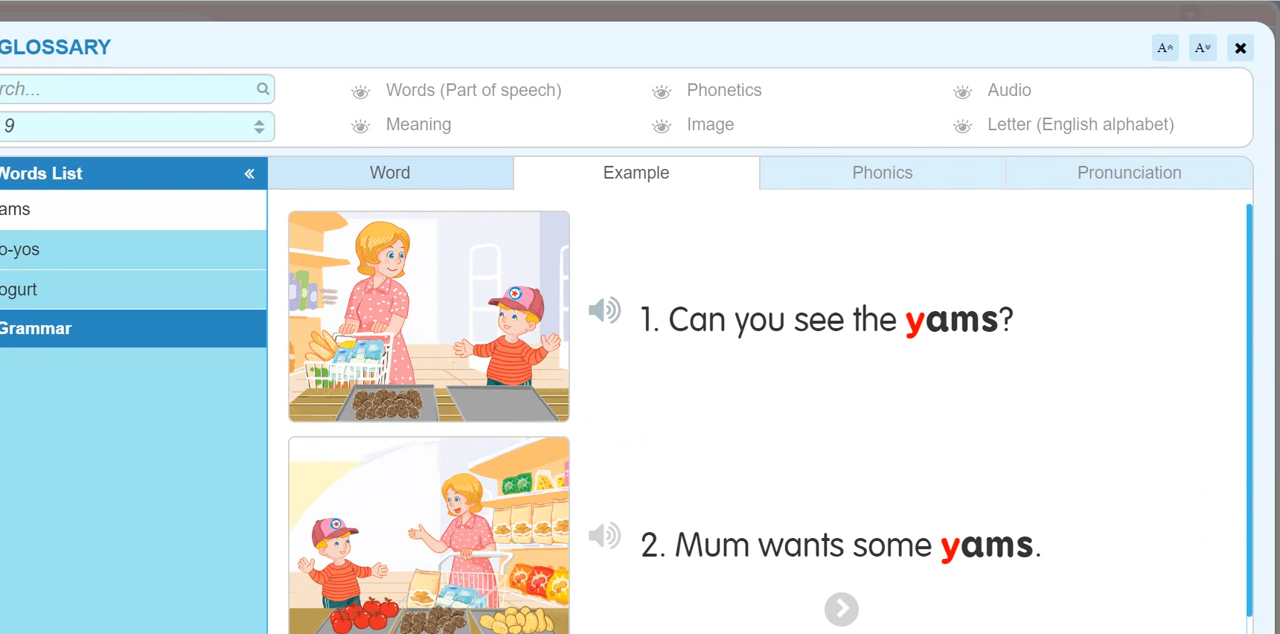 GLOSSARY
A A
rch...
Words (Part of speech) Phonetics Audio
9
Meaning Image Letter (English alphabet)
Words List «
Word Example Phonics Pronunciation
ams
o-yos
ogurt
Grammar
1. Can you see the yams?
2. Mum wants some yams.